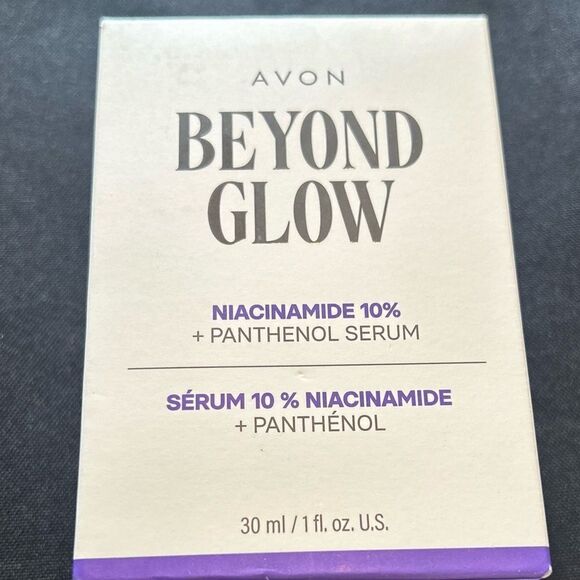 AVON
BEYOND
GLOW
NIACINAMIDE 10%
+ PANTHENOL SERUM
SÉRUM 10 % NIACINAMIDE
+ PANTHÉNOL
30 ml / 1 fl. oz. U.S.